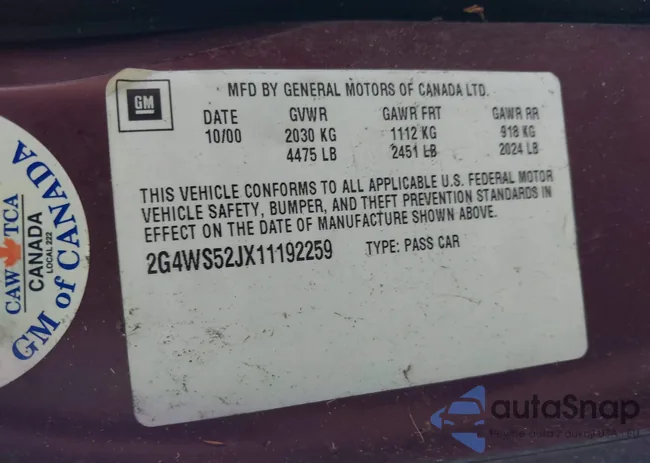 GM
MFD BY GENERAL MOTORS OF CANADA LTD.
DATE GVWR GAWR FRT GAWR RR
10/00 2030 KG 1112 KG 918 KG
4475 LB 2451 LB 2024 LB
THIS VEHICLE CONFORMS TO ALL APPLICABLE U.S. FEDERAL MOTOR
VEHICLE SAFETY, BUMPER, AND THEFT PREVENTION STANDARDS IN
EFFECT ON THE DATE OF MANUFACTURE SHOWN ABOVE.
2G4WS52JX11192259 TYPE: PASS CAR
CAW TCA
CANADA
LOCAL 222
GM of CANADA
autoSnap